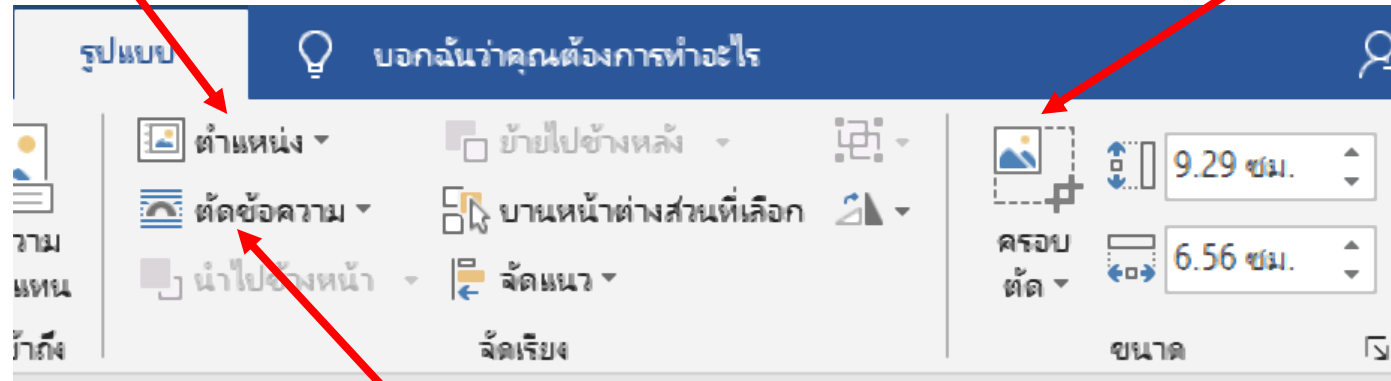 รูปแบบ
บอกฉันว่าคุณต้องการทำอะไร
ตำแหน่ง
ย้ายไปข้างหลัง
9.29 ซม.
ตัดข้อความ
บานหน้าต่างส่วนที่เลือก
วาม
แทน
นำไปข้างหน้า
จัดแนว
ครอบ
ตัด
6.56 ซม.
จัดเรียง
ขนาด